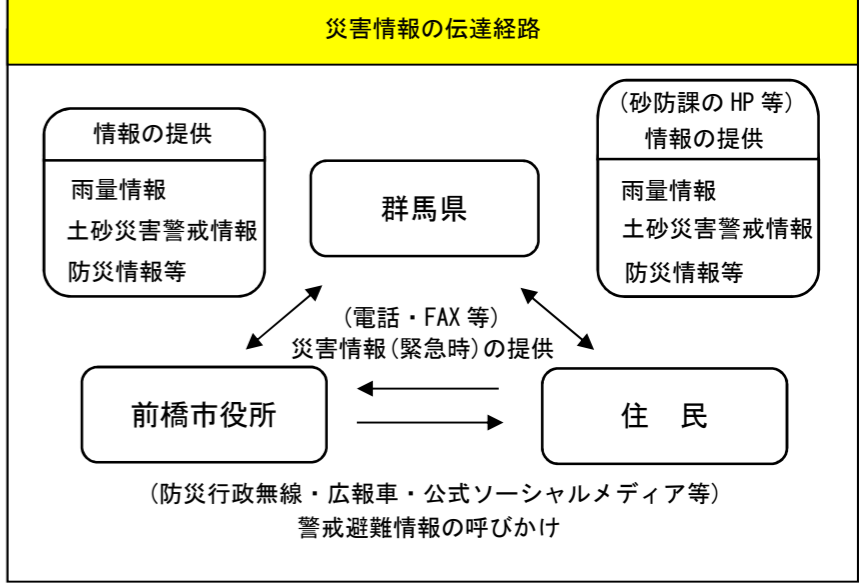 災害情報の伝達経路
情報の提供
雨量情報
土砂災害警戒情報
防災情報等
群馬県
(砂防課の HP 等)
情報の提供
雨量情報
土砂災害警戒情報
防災情報等
(電話・FAX 等)
災害情報(緊急時)の提供
前橋市役所
住　民
(防災行政無線・広報車・公式ソーシャルメディア等)
警戒避難情報の呼びかけ